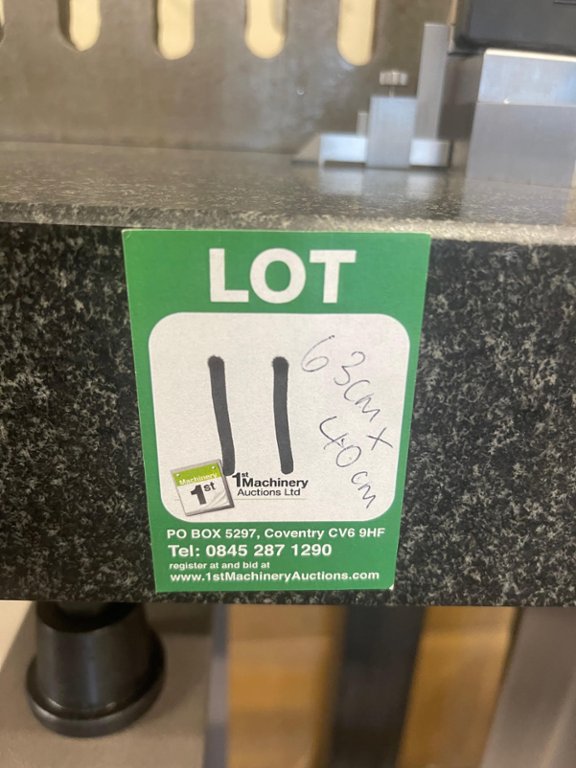 LOT
11
63cm x
40cm
Machinery
1st
1st Machinery
Auctions Ltd
PO BOX 5297, Coventry CV6 9HF
Tel: 0845 287 1290
register at and bid at
www.1stMachineryAuctions.com